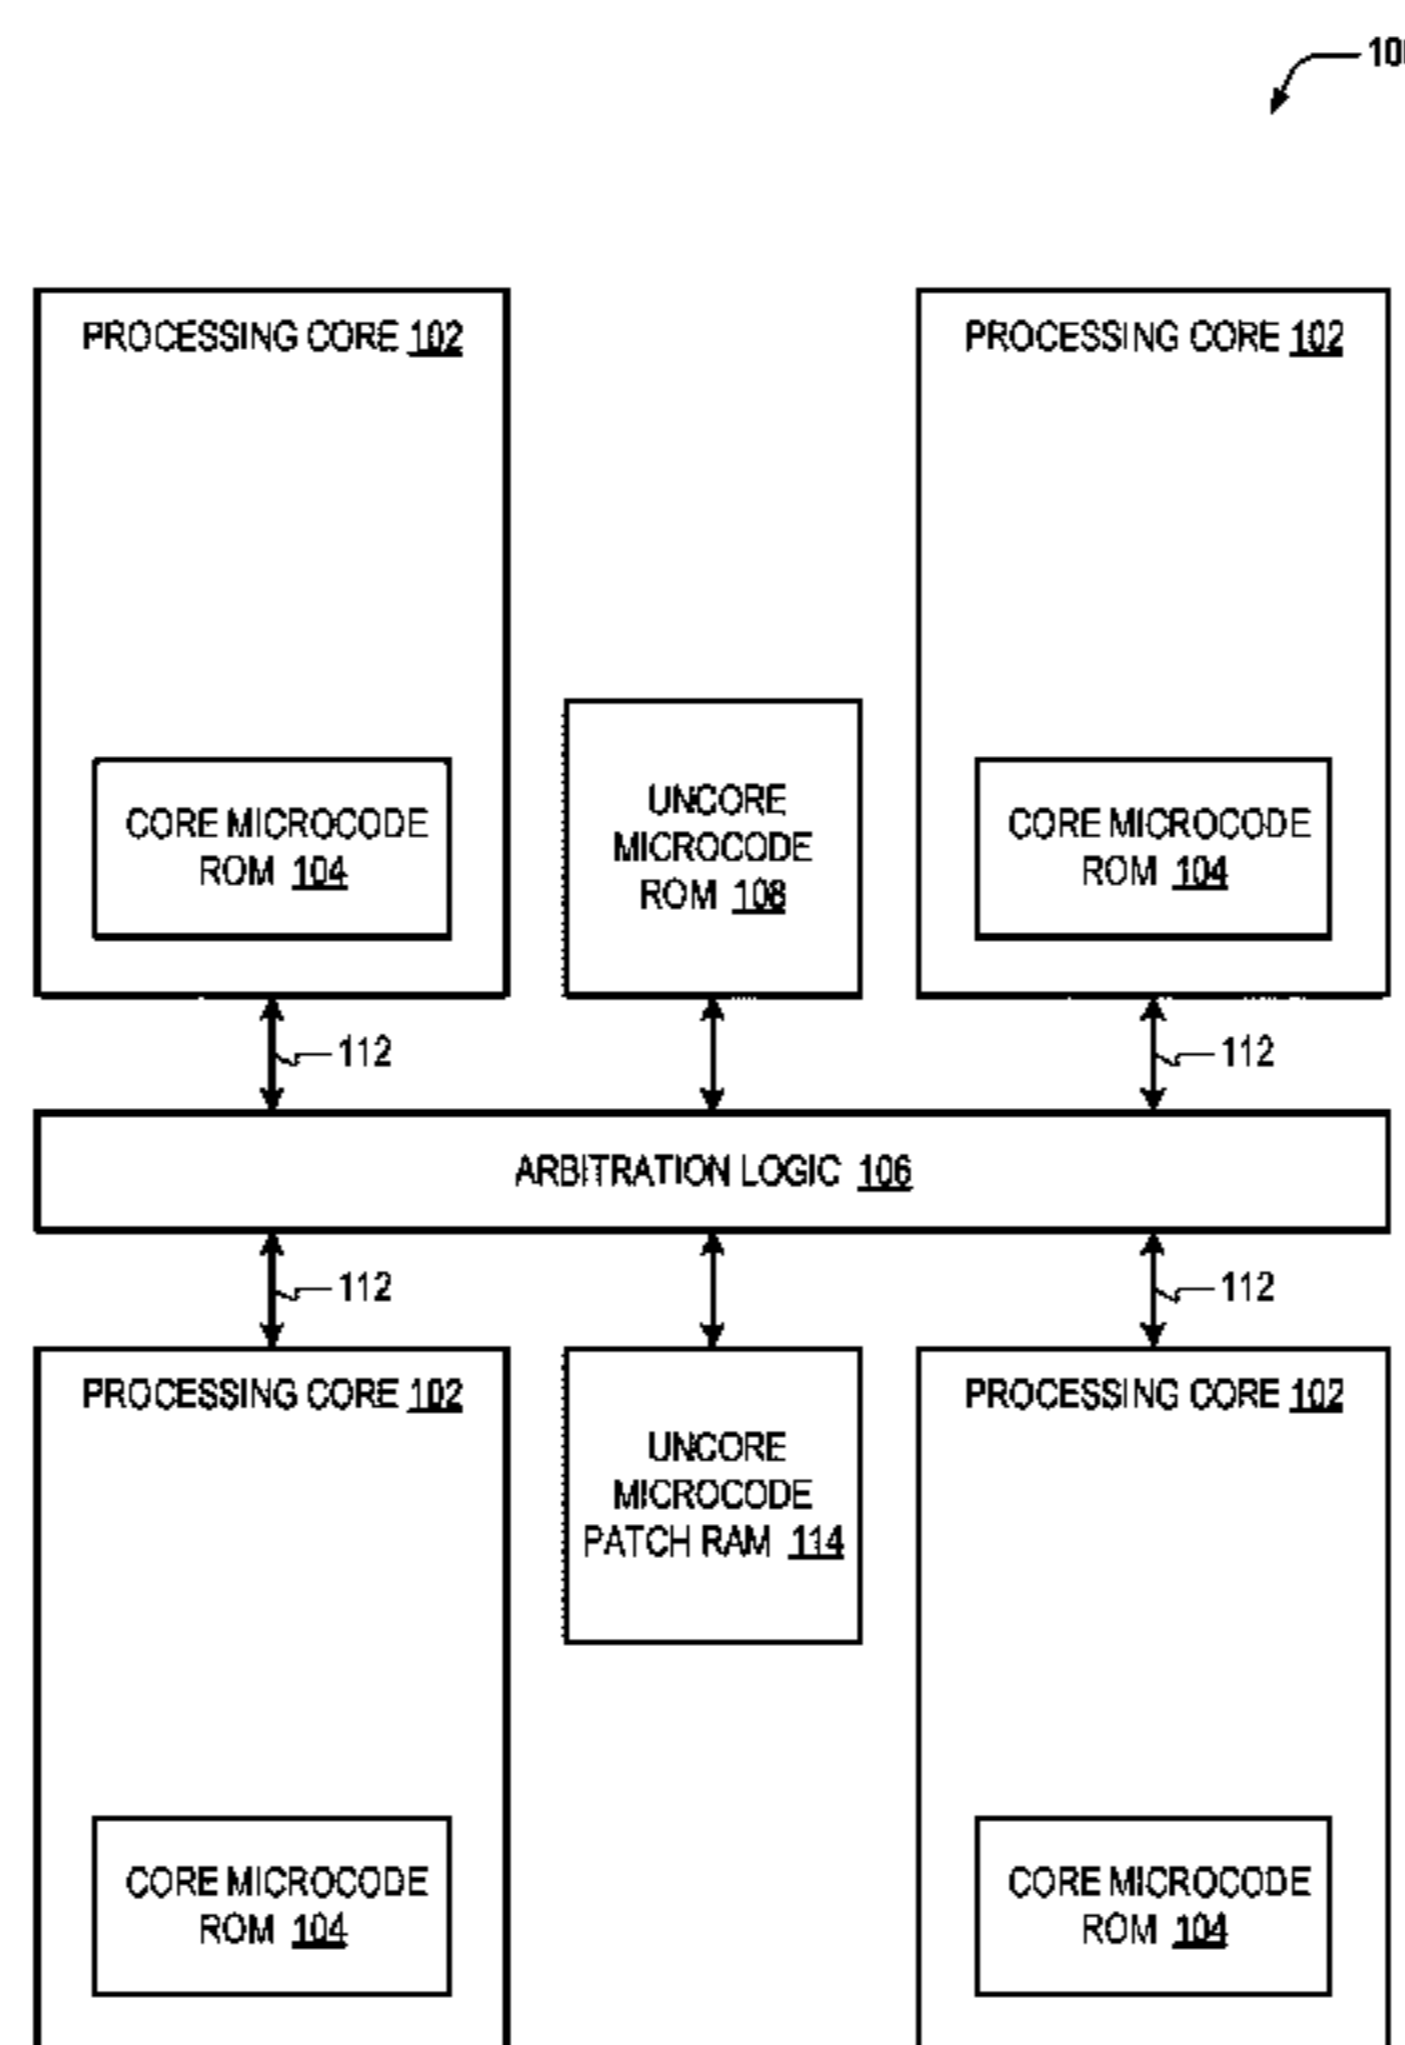 PROCESSING CORE 102
PROCESSING CORE 102
CORE MICROCODE
ROM 104
UNCORE
MICROCODE
ROM 108
CORE MICROCODE
ROM 104
112
112
ARBITRATION LOGIC 106
112
112
PROCESSING CORE 102
UNCORE
MICROCODE
PATCH RAM 114
PROCESSING CORE 102
CORE MICROCODE
ROM 104
CORE MICROCODE
ROM 104